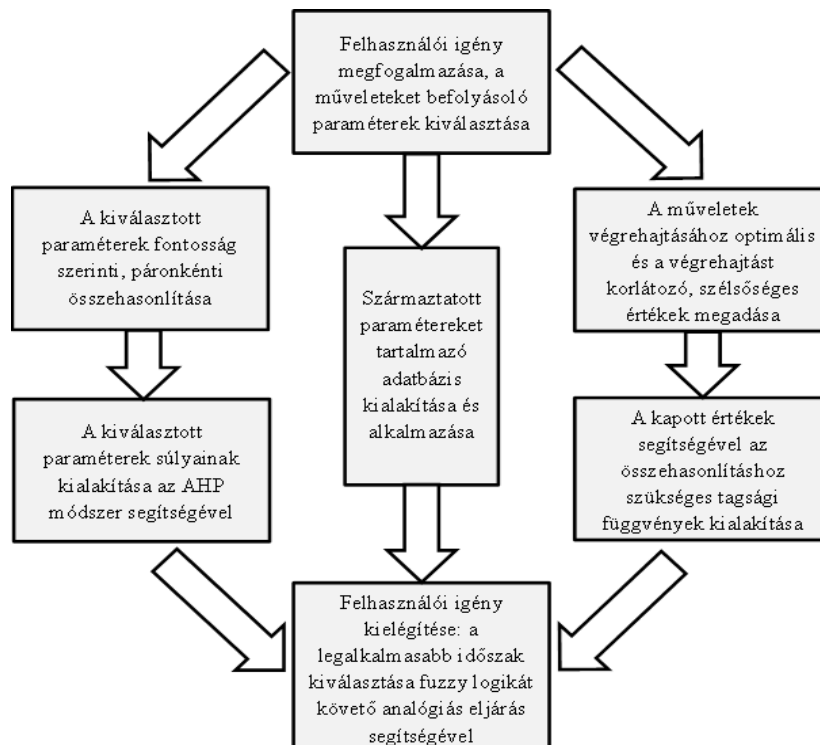 Felhasználói igény
megfogalmazása, a
műveleteket befolyásoló
paraméterek kiválasztása
A kiválasztott
paraméterek fontosság
szerinti, páronkénti
összehasonlítása
Származtatott
paramétereket
tartalmazó
adatbázis
kialakítása és
alkalmazása
A műveletek
végrehajtásához optimális
és a végrehajtást
korlátozó, szélsőséges
értékek megadása
A kiválasztott
paraméterek súlyainak
kialakítása az AHP
módszer segítségével
A kapott értékek
segítségével az
összehasonlításhoz
szükséges tagsági
függvények kialakítása
Felhasználói igény
kielégítése: a
legalkalmasabb időszak
kiválasztása fuzzy logikát
követő analógiás eljárás
segítségével